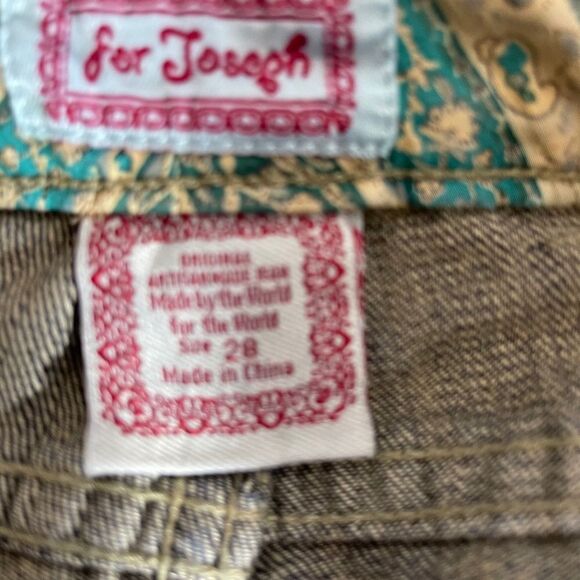 for Joseph
ORIGINAL
Made by the World
for the World
Size 28
Made in China